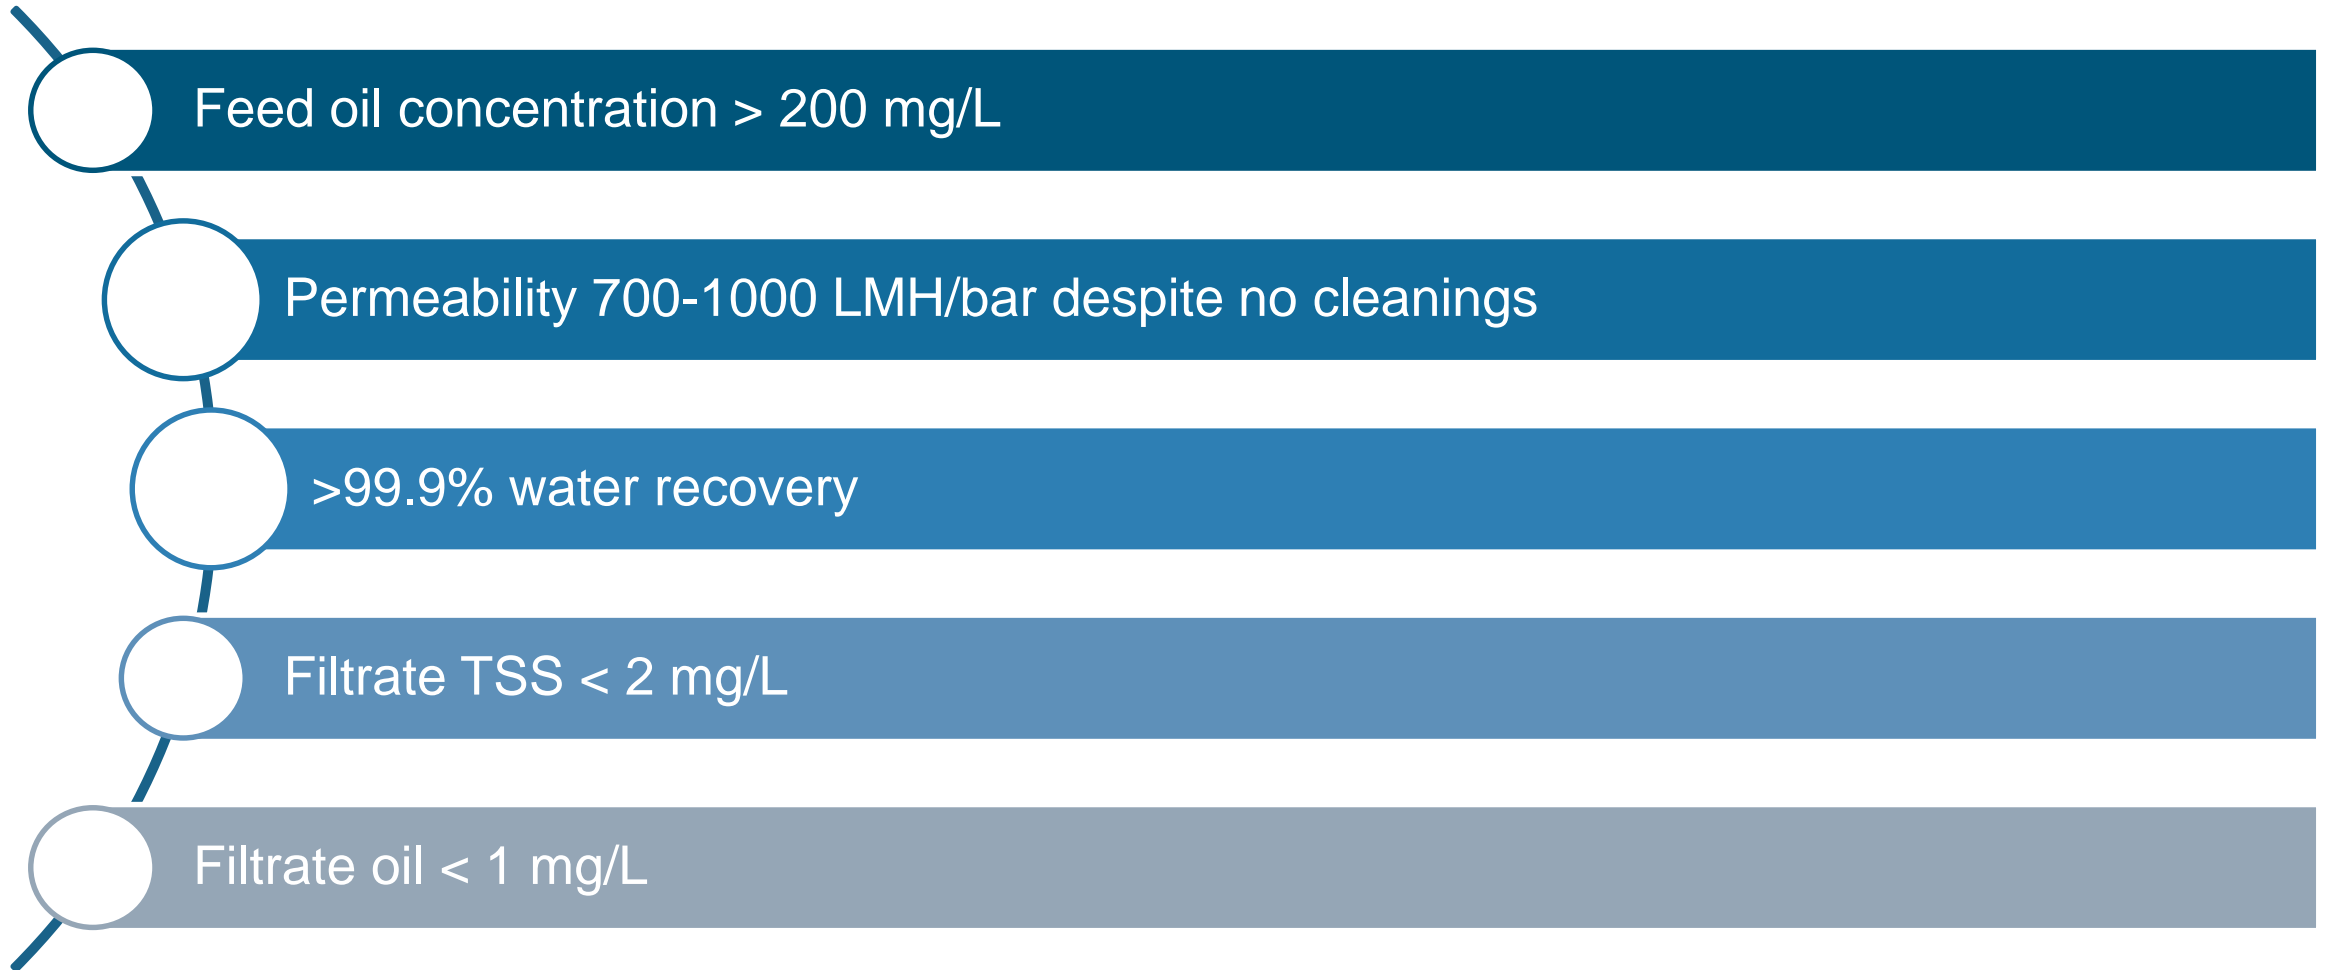 Feed oil concentration > 200 mg/L
Permeability 700-1000 LMH/bar despite no cleanings
>99.9% water recovery
Filtrate TSS < 2 mg/L
Filtrate oil < 1 mg/L